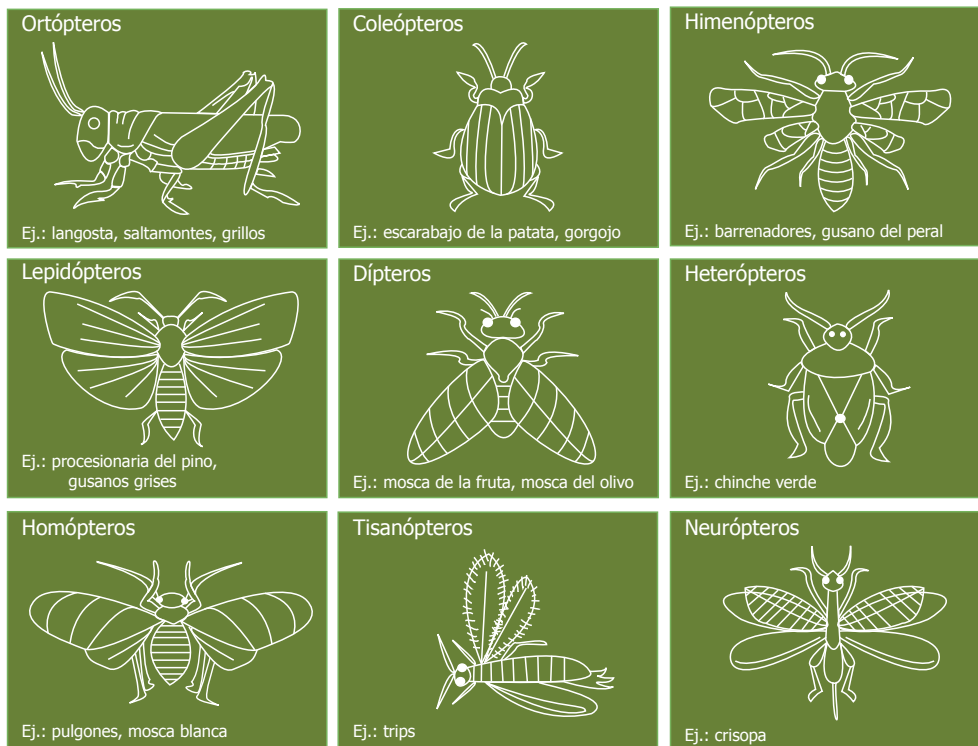 Ortópteros
Ej.: langosta, saltamontes, grillos
Coleópteros
Ej.: escarabajo de la patata, gorgojo
Himenópteros
Ej.: barrenadores, gusano del peral
Lepidópteros
Ej.: procesionaria del pino,
gusanos grises
Dípteros
Ej.: mosca de la fruta, mosca del olivo
Heterópteros
Ej.: chinche verde
Homópteros
Ej.: pulgones, mosca blanca
Tisanópteros
Ej.: trips
Neurópteros
Ej.: crisopa